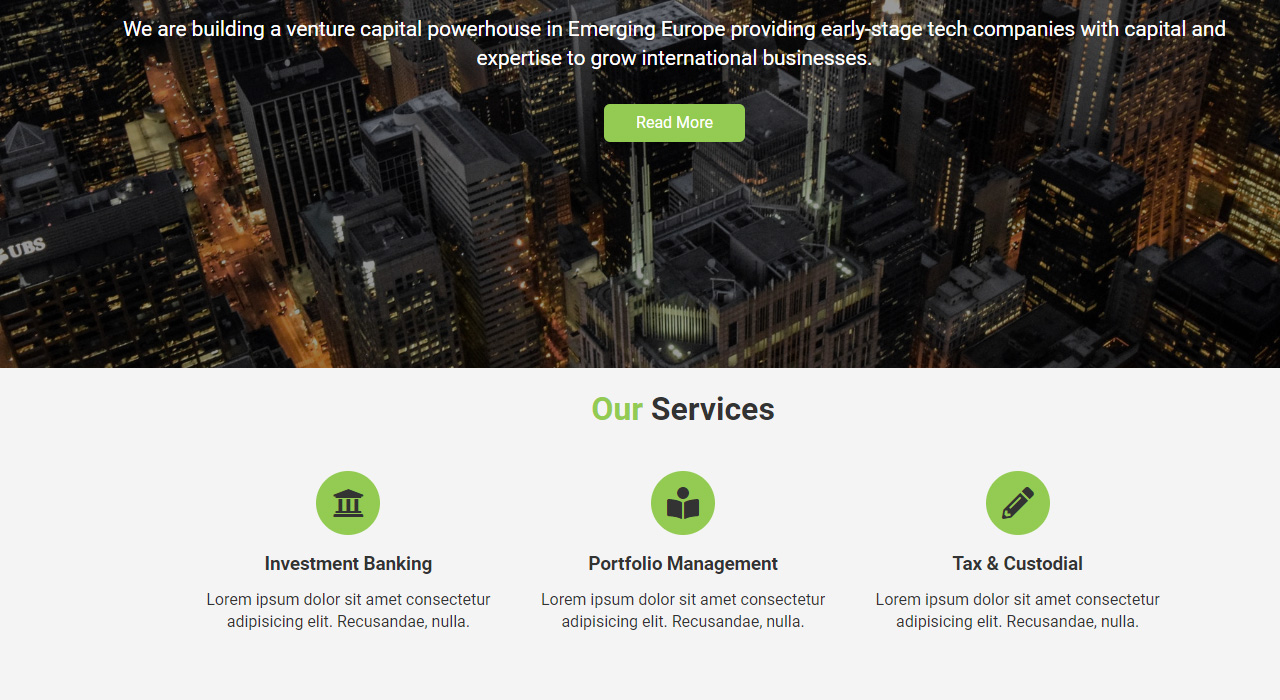 We are building a venture capital powerhouse in Emerging Europe providing early-stage tech companies with capital and
expertise to grow international businesses.
Read More
UBS
Our Services
Investment Banking
Portfolio Management
Tax & Custodial
Lorem ipsum dolor sit amet consectetur
adipisicing elit. Recusandae, nulla.
Lorem ipsum dolor sit amet consectetur
adipisicing elit. Recusandae, nulla.
Lorem ipsum dolor sit amet consectetur
adipisicing elit. Recusandae, nulla.